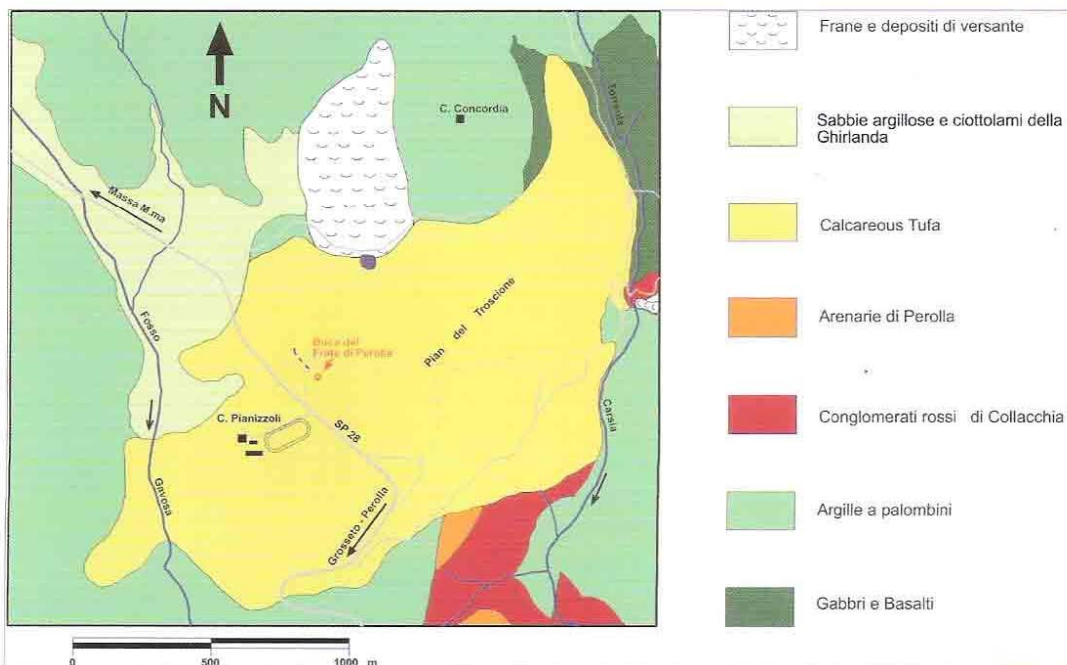 N
C. Concordia
Torrente
Massa M.ma
Fosso
Pian del Troscione
Buca del
Frate di Perolla
C. Pianizzoli
SP 28
Carsia
Gavosa
Grosseto - Perolla
0 500 1000 m
Frane e depositi di versante
Sabbie argillose e ciottolami della
Ghirlanda
Calcareous Tufa
Arenarie di Perolla
Conglomerati rossi di Collacchia
Argille a palombini
Gabbri e Basalti